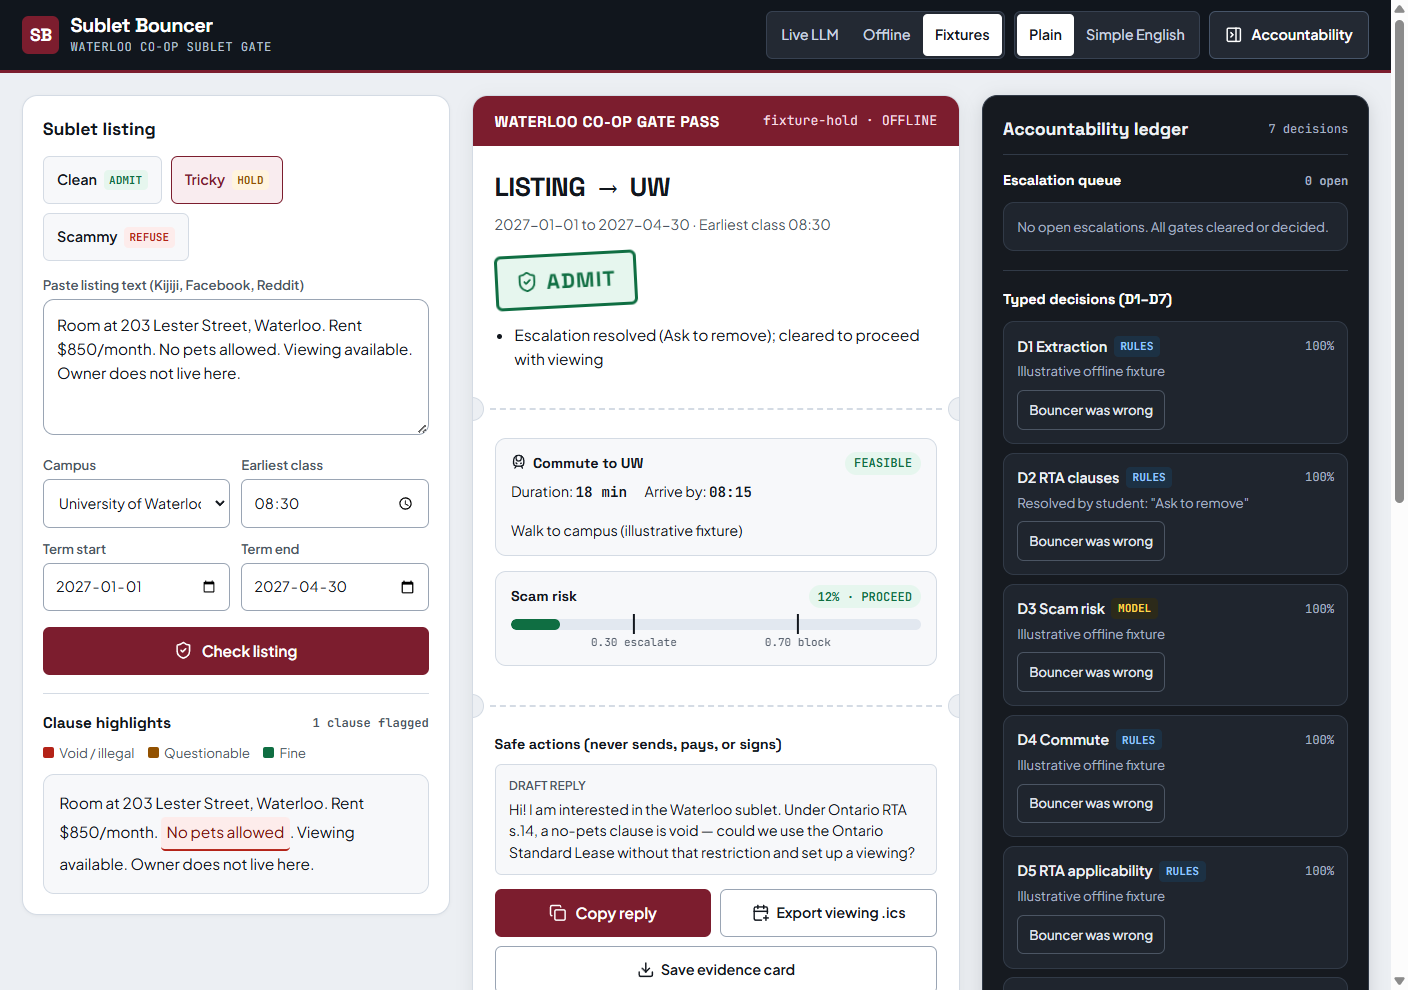 SB
Sublet Bouncer
WATERLOO CO-OP SUBLET GATE
Live LLM
Offline
Fixtures
Plain
Simple English
Accountability
Sublet listing
Clean ADMIT
Tricky HOLD
Scammy REFUSE
Paste listing text (Kijiji, Facebook, Reddit)
Room at 203 Lester Street, Waterloo. Rent
$850/month. No pets allowed. Viewing available.
Owner does not live here.
Campus
Earliest class
University of Waterloo
08:30
Term start
Term end
2027-01-01
2027-04-30
Check listing
Clause highlights
1 clause flagged
Void / illegal
Questionable
Fine
Room at 203 Lester Street, Waterloo. Rent
$850/month. No pets allowed . Viewing
available. Owner does not live here.
WATERLOO CO-OP GATE PASS
fixture-hold · OFFLINE
LISTING → UW
2027-01-01 to 2027-04-30 · Earliest class 08:30
ADMIT
• Escalation resolved (Ask to remove); cleared to proceed
with viewing
Commute to UW
FEASIBLE
Duration: 18 min Arrive by: 08:15
Walk to campus (illustrative fixture)
Scam risk
12% · PROCEED
0.30 escalate
0.70 block
Safe actions (never sends, pays, or signs)
DRAFT REPLY
Hi! I am interested in the Waterloo sublet. Under Ontario RTA
s.14, a no-pets clause is void — could we use the Ontario
Standard Lease without that restriction and set up a viewing?
Copy reply
Export viewing .ics
Save evidence card
Accountability ledger
7 decisions
Escalation queue
0 open
No open escalations. All gates cleared or decided.
Typed decisions (D1–D7)
D1 Extraction RULES
100%
Illustrative offline fixture
Bouncer was wrong
D2 RTA clauses RULES
100%
Resolved by student: "Ask to remove"
Bouncer was wrong
D3 Scam risk MODEL
100%
Illustrative offline fixture
Bouncer was wrong
D4 Commute RULES
100%
Illustrative offline fixture
Bouncer was wrong
D5 RTA applicability RULES
100%
Illustrative offline fixture
Bouncer was wrong